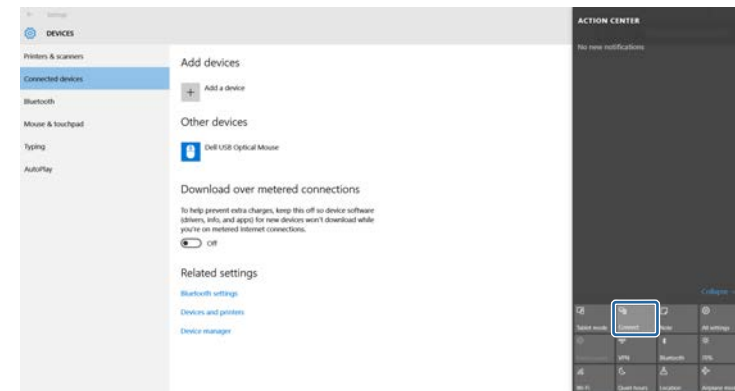 Settings
DEVICES
Printers & scanners
Connected devices
Bluetooth
Mouse & touchpad
Typing
AutoPlay
Add devices
Add a device
Other devices
Dell USB Optical Mouse
Download over metered connections
To help prevent extra charges, keep this off so device software
(drivers, info, and apps) for new devices won't download while
you're on metered Internet connections.
Off
Related settings
Bluetooth settings
Devices and printers
Device manager
ACTION CENTER
No new notifications
Collapse
Tablet mode
Connect
Note
All settings
VPN
Bluetooth
70%
Wi-Fi
Quiet hours
Location
Airplane mode